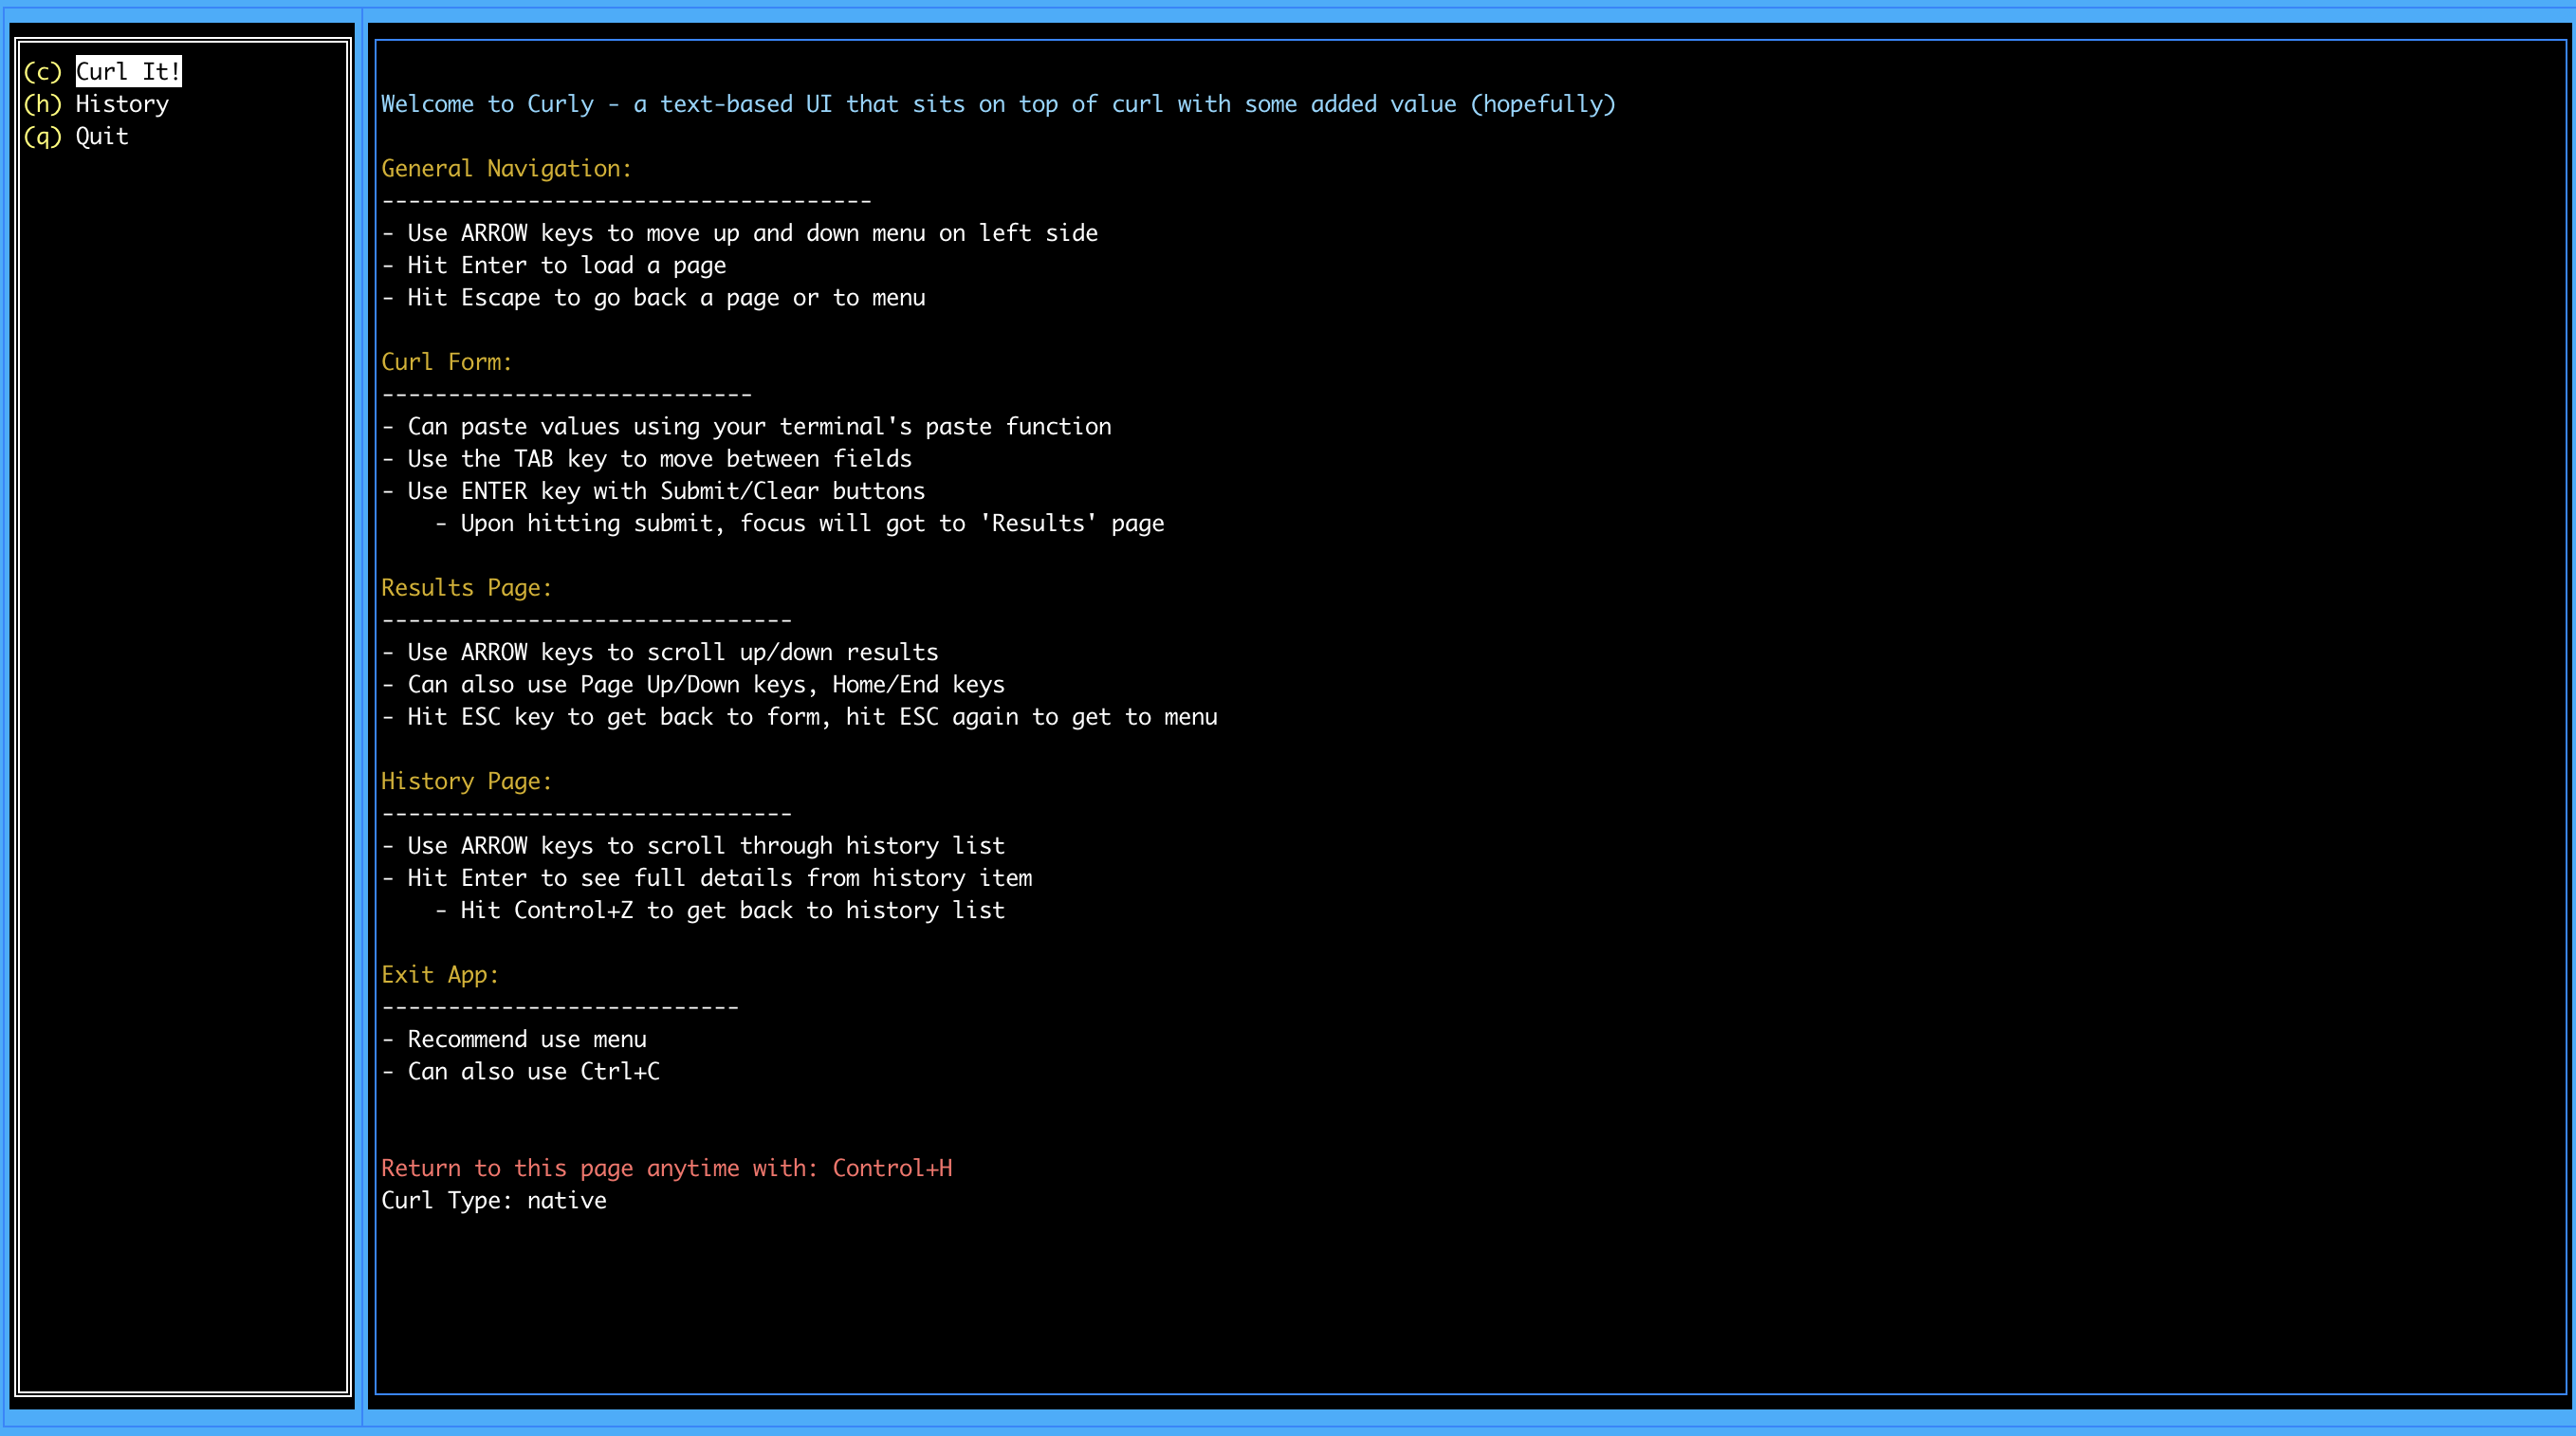 (c) Curl It!
(h) History
(q) Quit
Welcome to Curly - a text-based UI that sits on top of curl with some added value (hopefully)
General Navigation:
-------------------------------------
- Use ARROW keys to move up and down menu on left side
- Hit Enter to load a page
- Hit Escape to go back a page or to menu
Curl Form:
----------------------------
- Can paste values using your terminal's paste function
- Use the TAB key to move between fields
- Use ENTER key with Submit/Clear buttons
    - Upon hitting submit, focus will got to 'Results' page
Results Page:
-------------------------------
- Use ARROW keys to scroll up/down results
- Can also use Page Up/Down keys, Home/End keys
- Hit ESC key to get back to form, hit ESC again to get to menu
History Page:
-------------------------------
- Use ARROW keys to scroll through history list
- Hit Enter to see full details from history item
    - Hit Control+Z to get back to history list
Exit App:
---------------------------
- Recommend use menu
- Can also use Ctrl+C
Return to this page anytime with: Control+H
Curl Type: native